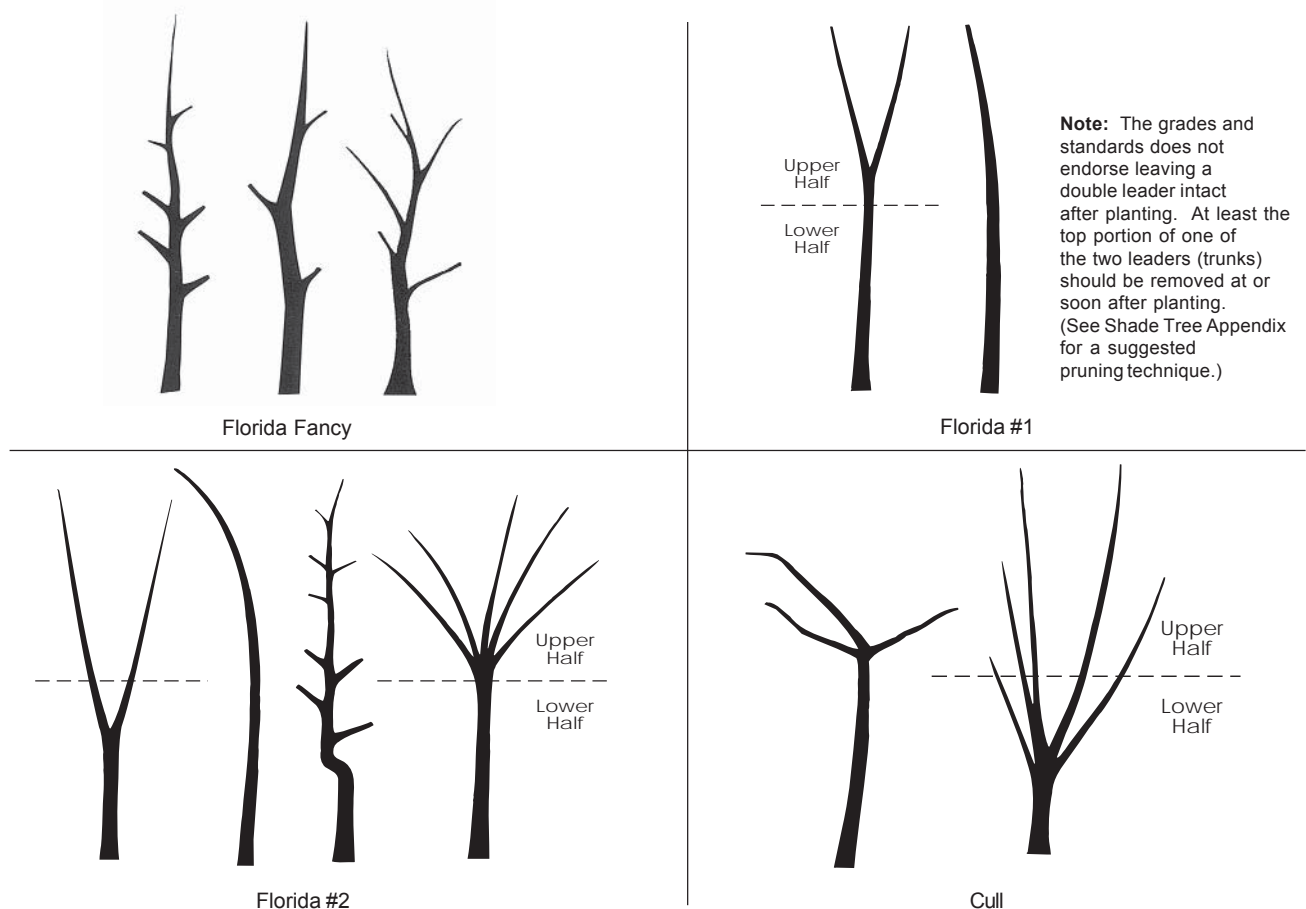 Upper
Half
Lower
Half
Note: The grades and
standards does not
endorse leaving a
double leader intact
after planting. At least the
top portion of one of
the two leaders (trunks)
should be removed at or
soon after planting.
(See Shade Tree Appendix
for a suggested
pruning technique.)
Florida Fancy
Florida #1
Upper
Half
Lower
Half
Upper
Half
Lower
Half
Florida #2
Cull